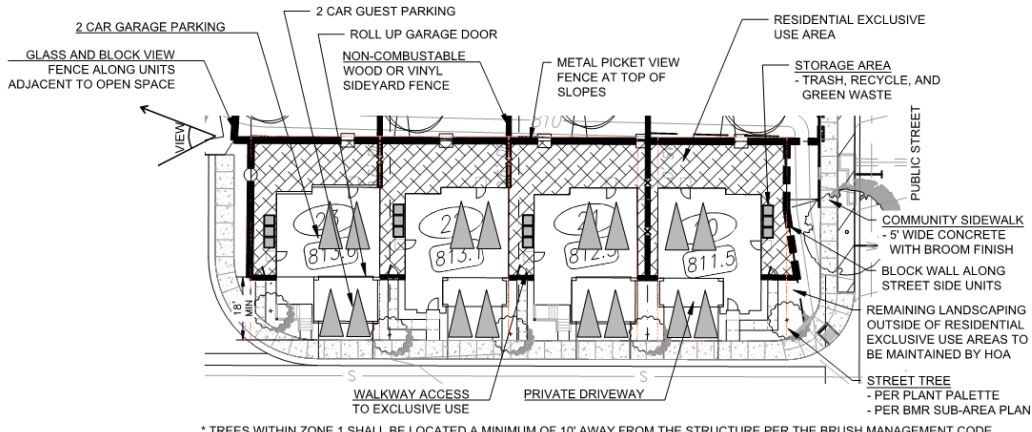 2 CAR GUEST PARKING
2 CAR GARAGE PARKING
ROLL UP GARAGE DOOR
RESIDENTIAL EXCLUSIVE
USE AREA
GLASS AND BLOCK VIEW
FENCE ALONG UNITS
ADJACENT TO OPEN SPACE
NON-COMBUSTABLE
WOOD OR VINYL
SIDEYARD FENCE
METAL PICKET VIEW
FENCE AT TOP OF
SLOPES
STORAGE AREA
- TRASH, RECYCLE, AND
GREEN WASTE
VIEW
810
PUBLIC STREET
23
813.6
813.1
21
812.5
811.5
COMMUNITY SIDEWALK
- 5' WIDE CONCRETE
WITH BROOM FINISH
BLOCK WALL ALONG
STREET SIDE UNITS
18'
MIN
REMAINING LANDSCAPING
OUTSIDE OF RESIDENTIAL
EXCLUSIVE USE AREAS TO
BE MAINTAINED BY HOA
S
S
WALKWAY ACCESS
TO EXCLUSIVE USE
PRIVATE DRIVEWAY
STREET TREE
- PER PLANT PALETTE
- PER BMR SUB-AREA PLAN
* TREES WITHIN ZONE 1 SHALL BE LOCATED A MINIMUM OF 10' AWAY FROM THE STRUCTURE PER THE BRUSH MANAGEMENT CODE